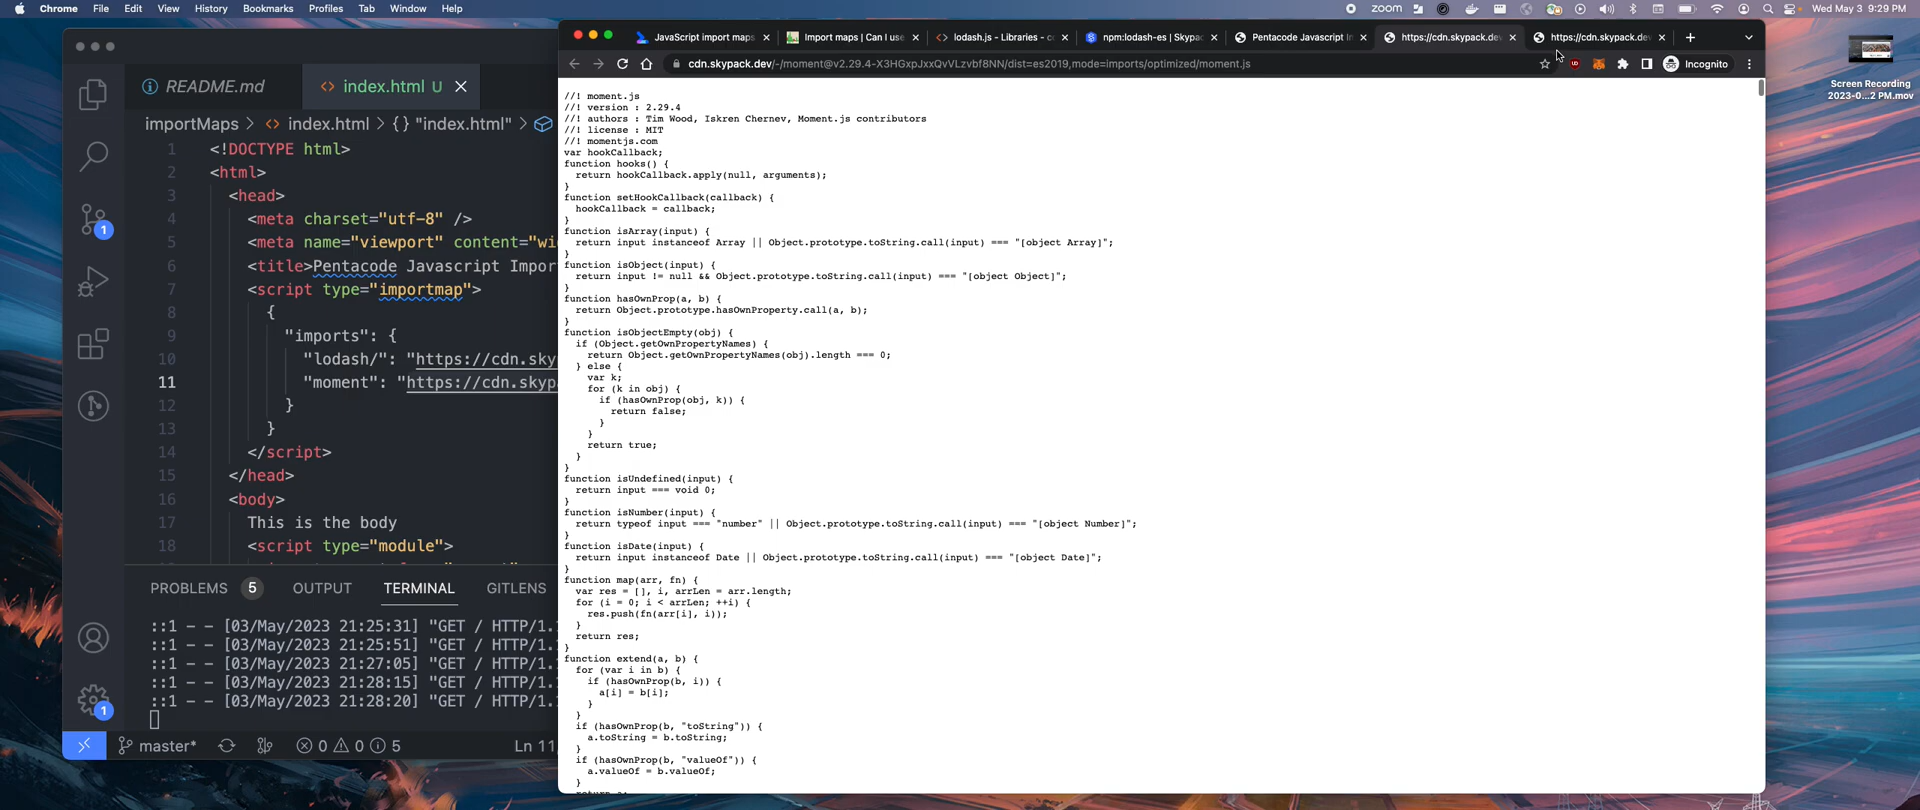 Chrome File Edit View History Bookmarks Profiles Tab Window Help
zoom Wed May 3 9:29 PM
JavaScript import maps
Import maps | Can I use
lodash.js - Libraries - c
npm:lodash-es | Skypac
Pentacode Javascript I
https://cdn.skypack.de
https://cdn.skypack.de
cdn.skypack.dev/-/moment@v2.29.4-X3HGxpJxxQvVLzvbf8NN/dist=es2019,mode=imports/optimized/moment.js
Incognito
Screen Recording
2023-0...2 PM.mov
README.md
index.html U
importMaps > index.html > {} "index.html" >
1 <!DOCTYPE html>
2 <html>
3 <head>
4 <meta charset="utf-8" />
5 <meta name="viewport" content="wi
6 <title>Pentacode Javascript Impor
7 <script type="importmap">
8 {
9 "imports": {
10 "lodash/": "https://cdn.sky
11 "moment": "https://cdn.skyp
12 }
13 }
14 </script>
15 </head>
16 <body>
17 This is the body
18 <script type="module">
1
PROBLEMS 5 OUTPUT TERMINAL GITLENS
::1 - - [03/May/2023 21:25:31] "GET / HTTP/1.
::1 - - [03/May/2023 21:25:51] "GET / HTTP/1.
::1 - - [03/May/2023 21:27:05] "GET / HTTP/1.
::1 - - [03/May/2023 21:28:15] "GET / HTTP/1.
::1 - - [03/May/2023 21:28:20] "GET / HTTP/1.
1
master* 0 0 5 Ln 11
//! moment.js
//! version : 2.29.4
//! authors : Tim Wood, Iskren Chernev, Moment.js contributors
//! license : MIT
//! momentjs.com
var hookCallback;
function hooks() {
return hookCallback.apply(null, arguments);
}
function setHookCallback(callback) {
hookCallback = callback;
}
function isArray(input) {
return input instanceof Array || Object.prototype.toString.call(input) === "[object Array]";
}
function isObject(input) {
return input != null && Object.prototype.toString.call(input) === "[object Object]";
}
function hasOwnProp(a, b) {
return Object.prototype.hasOwnProperty.call(a, b);
}
function isObjectEmpty(obj) {
if (Object.getOwnPropertyNames) {
return Object.getOwnPropertyNames(obj).length === 0;
} else {
var k;
for (k in obj) {
if (hasOwnProp(obj, k)) {
return false;
}
}
return true;
}
}
function isUndefined(input) {
return input === void 0;
}
function isNumber(input) {
return typeof input === "number" || Object.prototype.toString.call(input) === "[object Number]";
}
function isDate(input) {
return input instanceof Date || Object.prototype.toString.call(input) === "[object Date]";
}
function map(arr, fn) {
var res = [], i, arrLen = arr.length;
for (i = 0; i < arrLen; ++i) {
res.push(fn(arr[i], i));
}
return res;
}
function extend(a, b) {
for (var i in b) {
if (hasOwnProp(b, i)) {
a[i] = b[i];
}
}
if (hasOwnProp(b, "toString")) {
a.toString = b.toString;
}
if (hasOwnProp(b, "valueOf")) {
a.valueOf = b.valueOf;
}